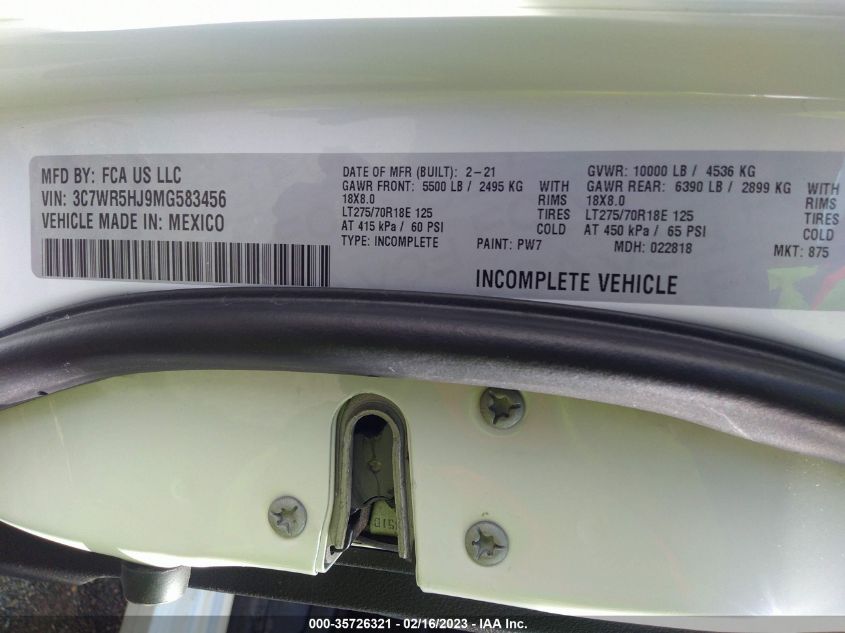 MFD BY: FCA US LLC
VIN: 3C7WR5HJ9MG583456
VEHICLE MADE IN: MEXICO
DATE OF MFR (BUILT): 2-21
GAWR FRONT: 5500 LB / 2495 KG WITH
18X8.0 RIMS
LT275/70R18E 125 TIRES
AT 415 kPa / 60 PSI COLD
TYPE: INCOMPLETE
GVWR: 10000 LB / 4536 KG
GAWR REAR: 6390 LB / 2899 KG WITH
18X8.0 RIMS
LT275/70R18E 125 TIRES
AT 450 kPa / 65 PSI COLD
PAINT: PW7 MDH: 022818 MKT: 875
INCOMPLETE VEHICLE
000-35726321 - 02/16/2023 - IAA Inc.